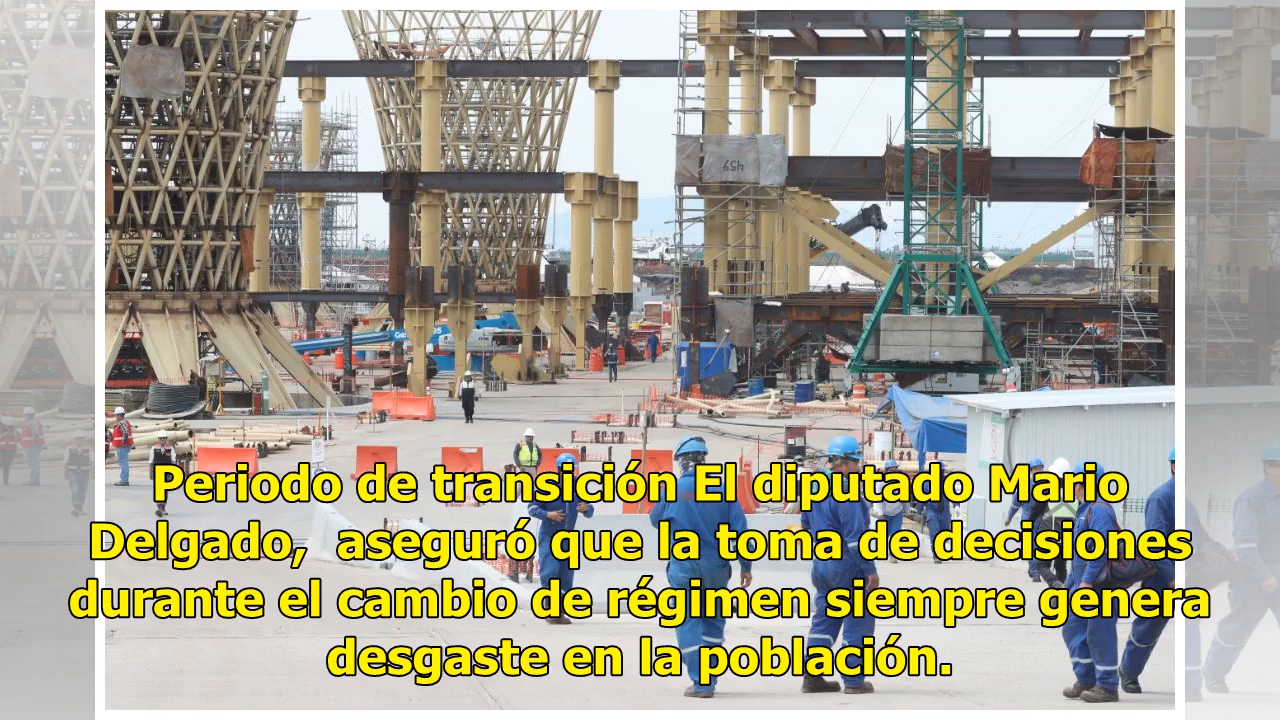 459
Periodo de transición El diputado Mario
Delgado,  aseguró que la toma de decisiones
durante el cambio de régimen siempre genera
desgaste en la población.